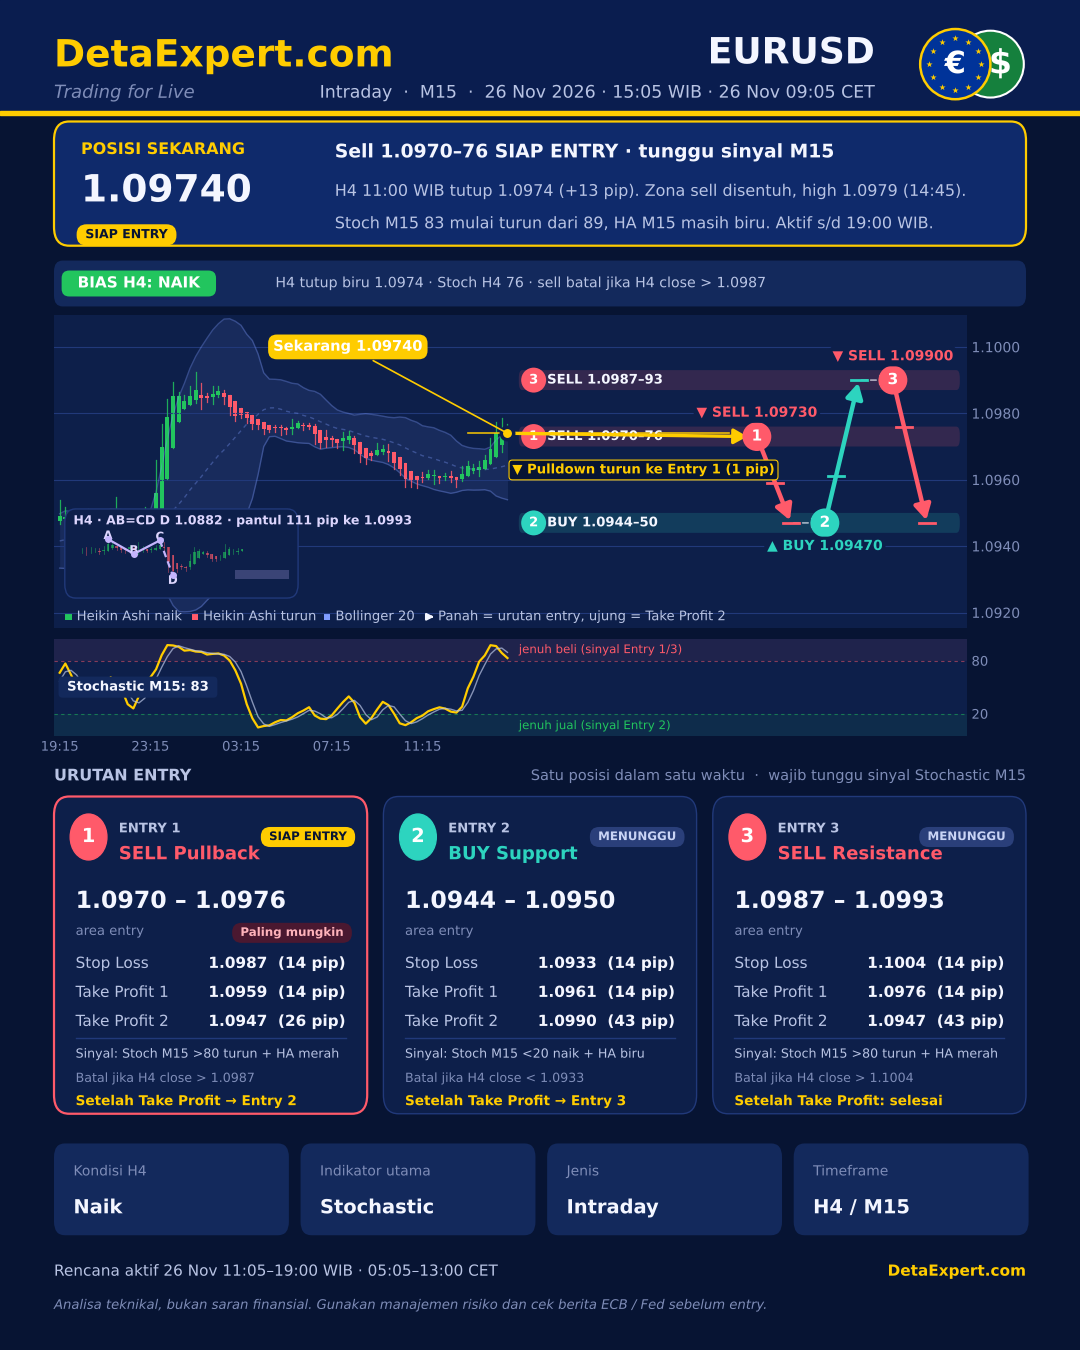 DetaExpert.com
EURUSD
€ $
Trading for Live
Intraday · M15 · 26 Nov 2026 · 15:05 WIB · 26 Nov 09:05 CET
POSISI SEKARANG
1.09740
SIAP ENTRY
Sell 1.0970–76 SIAP ENTRY · tunggu sinyal M15
H4 11:00 WIB tutup 1.0974 (+13 pip). Zona sell disentuh, high 1.0979 (14:45).
Stoch M15 83 mulai turun dari 89, HA M15 masih biru. Aktif s/d 19:00 WIB.
BIAS H4: NAIK
H4 tutup biru 1.0974 · Stoch H4 76 · sell batal jika H4 close > 1.0987
Sekarang 1.09740
1.1000
▼ SELL 1.09900
3 SELL 1.0987–93
3
1.0980
▼ SELL 1.09730
1 SELL 1.0970–76
1
▼ Pulldown turun ke Entry 1 (1 pip)
1.0960
H4 · AB=CD D 1.0882 · pantul 111 pip ke 1.0993
A
B
C
D
2 BUY 1.0944–50
2
▲ BUY 1.09470
1.0940
1.0920
Heikin Ashi naik Heikin Ashi turun Bollinger 20 Panah = urutan entry, ujung = Take Profit 2
jenuh beli (sinyal Entry 1/3)
80
Stochastic M15: 83
20
jenuh jual (sinyal Entry 2)
19:15 23:15 03:15 07:15 11:15
URUTAN ENTRY
Satu posisi dalam satu waktu · wajib tunggu sinyal Stochastic M15
1
ENTRY 1
SIAP ENTRY
SELL Pullback
1.0970 – 1.0976
area entry
Paling mungkin
Stop Loss 1.0987 (14 pip)
Take Profit 1 1.0959 (14 pip)
Take Profit 2 1.0947 (26 pip)
Sinyal: Stoch M15 >80 turun + HA merah
Batal jika H4 close > 1.0987
Setelah Take Profit → Entry 2
2
ENTRY 2
MENUNGGU
BUY Support
1.0944 – 1.0950
area entry
Stop Loss 1.0933 (14 pip)
Take Profit 1 1.0961 (14 pip)
Take Profit 2 1.0990 (43 pip)
Sinyal: Stoch M15 <20 naik + HA biru
Batal jika H4 close < 1.0933
Setelah Take Profit → Entry 3
3
ENTRY 3
MENUNGGU
SELL Resistance
1.0987 – 1.0993
area entry
Stop Loss 1.1004 (14 pip)
Take Profit 1 1.0976 (14 pip)
Take Profit 2 1.0947 (43 pip)
Sinyal: Stoch M15 >80 turun + HA merah
Batal jika H4 close > 1.1004
Setelah Take Profit: selesai
Kondisi H4
Naik
Indikator utama
Stochastic
Jenis
Intraday
Timeframe
H4 / M15
Rencana aktif 26 Nov 11:05–19:00 WIB · 05:05–13:00 CET
DetaExpert.com
Analisa teknikal, bukan saran finansial. Gunakan manajemen risiko dan cek berita ECB / Fed sebelum entry.